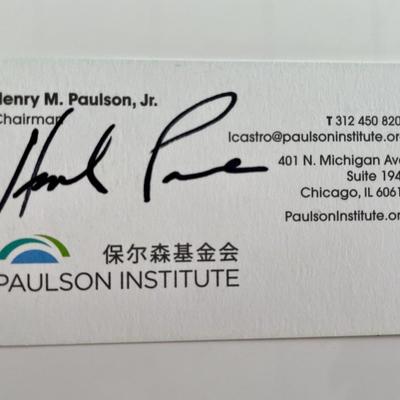 enry M. Paulson, Jr.
Chairman
Hank P
T 312 450 820
lcastro@paulsoninstitute.or
401 N. Michigan Ave
Suite 194
Chicago, IL 6061
PaulsonInstitute.or
保尔森基金会
PAULSON INSTITUTE